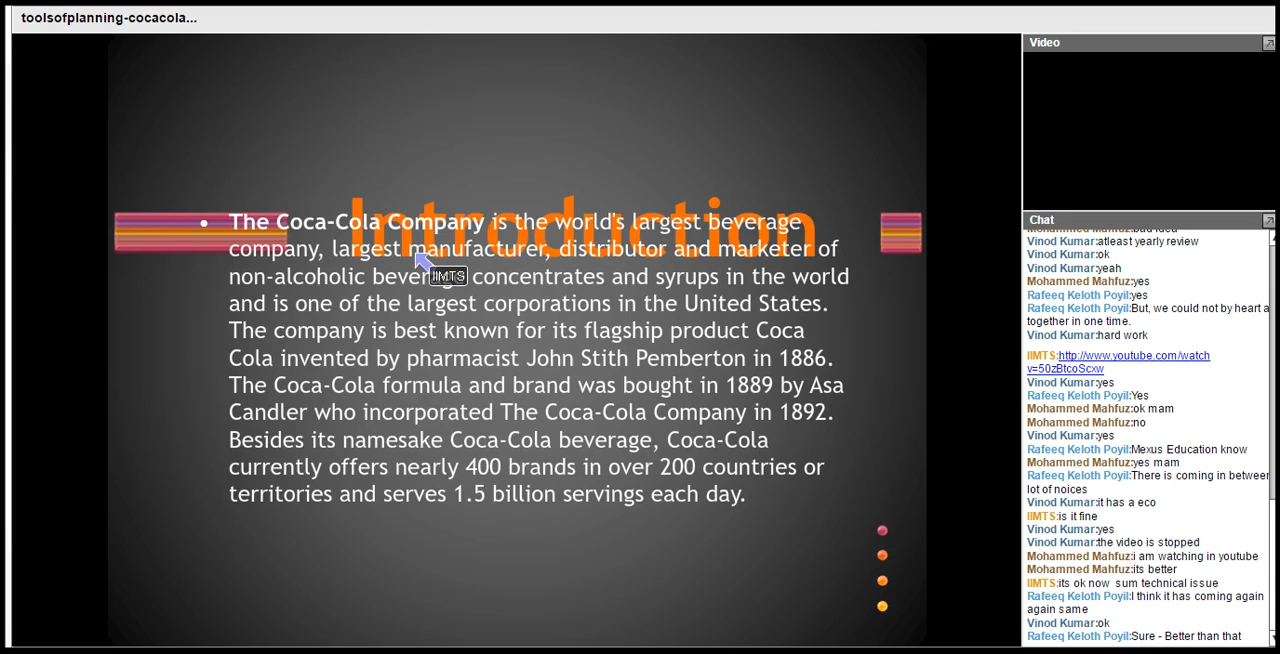 toolsofplanning-cocacola...
Introduction
• The Coca-Cola Company is the world's largest beverage
company, largest manufacturer, distributor and marketer of
non-alcoholic beverage concentrates and syrups in the world
and is one of the largest corporations in the United States.
The company is best known for its flagship product Coca
Cola invented by pharmacist John Stith Pemberton in 1886.
The Coca-Cola formula and brand was bought in 1889 by Asa
Candler who incorporated The Coca-Cola Company in 1892.
Besides its namesake Coca-Cola beverage, Coca-Cola
currently offers nearly 400 brands in over 200 countries or
territories and serves 1.5 billion servings each day.
IIMTS
Video
Chat
Mohammed Mahfuz:bad idea
Vinod Kumar:atleast yearly review
Vinod Kumar:ok
Vinod Kumar:yeah
Mohammed Mahfuz:yes
Rafeeq Keloth Poyil:yes
Rafeeq Keloth Poyil:But, we could not by heart a
together in one time.
Vinod Kumar:hard work
IIMTS:http://www.youtube.com/watch
v=50zBtcoScxw
Vinod Kumar:yes
Rafeeq Keloth Poyil:Yes
Mohammed Mahfuz:ok mam
Mohammed Mahfuz:no
Vinod Kumar:yes
Rafeeq Keloth Poyil:Mexus Education know
Mohammed Mahfuz:yes mam
Rafeeq Keloth Poyil:There is coming in between
lot of noices
Vinod Kumar:it has a eco
IIMTS:is it fine
Vinod Kumar:yes
Vinod Kumar:the video is stopped
Mohammed Mahfuz:i am watching in youtube
Mohammed Mahfuz:its better
IIMTS:its ok now sum technical issue
Rafeeq Keloth Poyil:I think it has coming again
again same
Vinod Kumar:ok
Rafeeq Keloth Poyil:Sure - Better than that